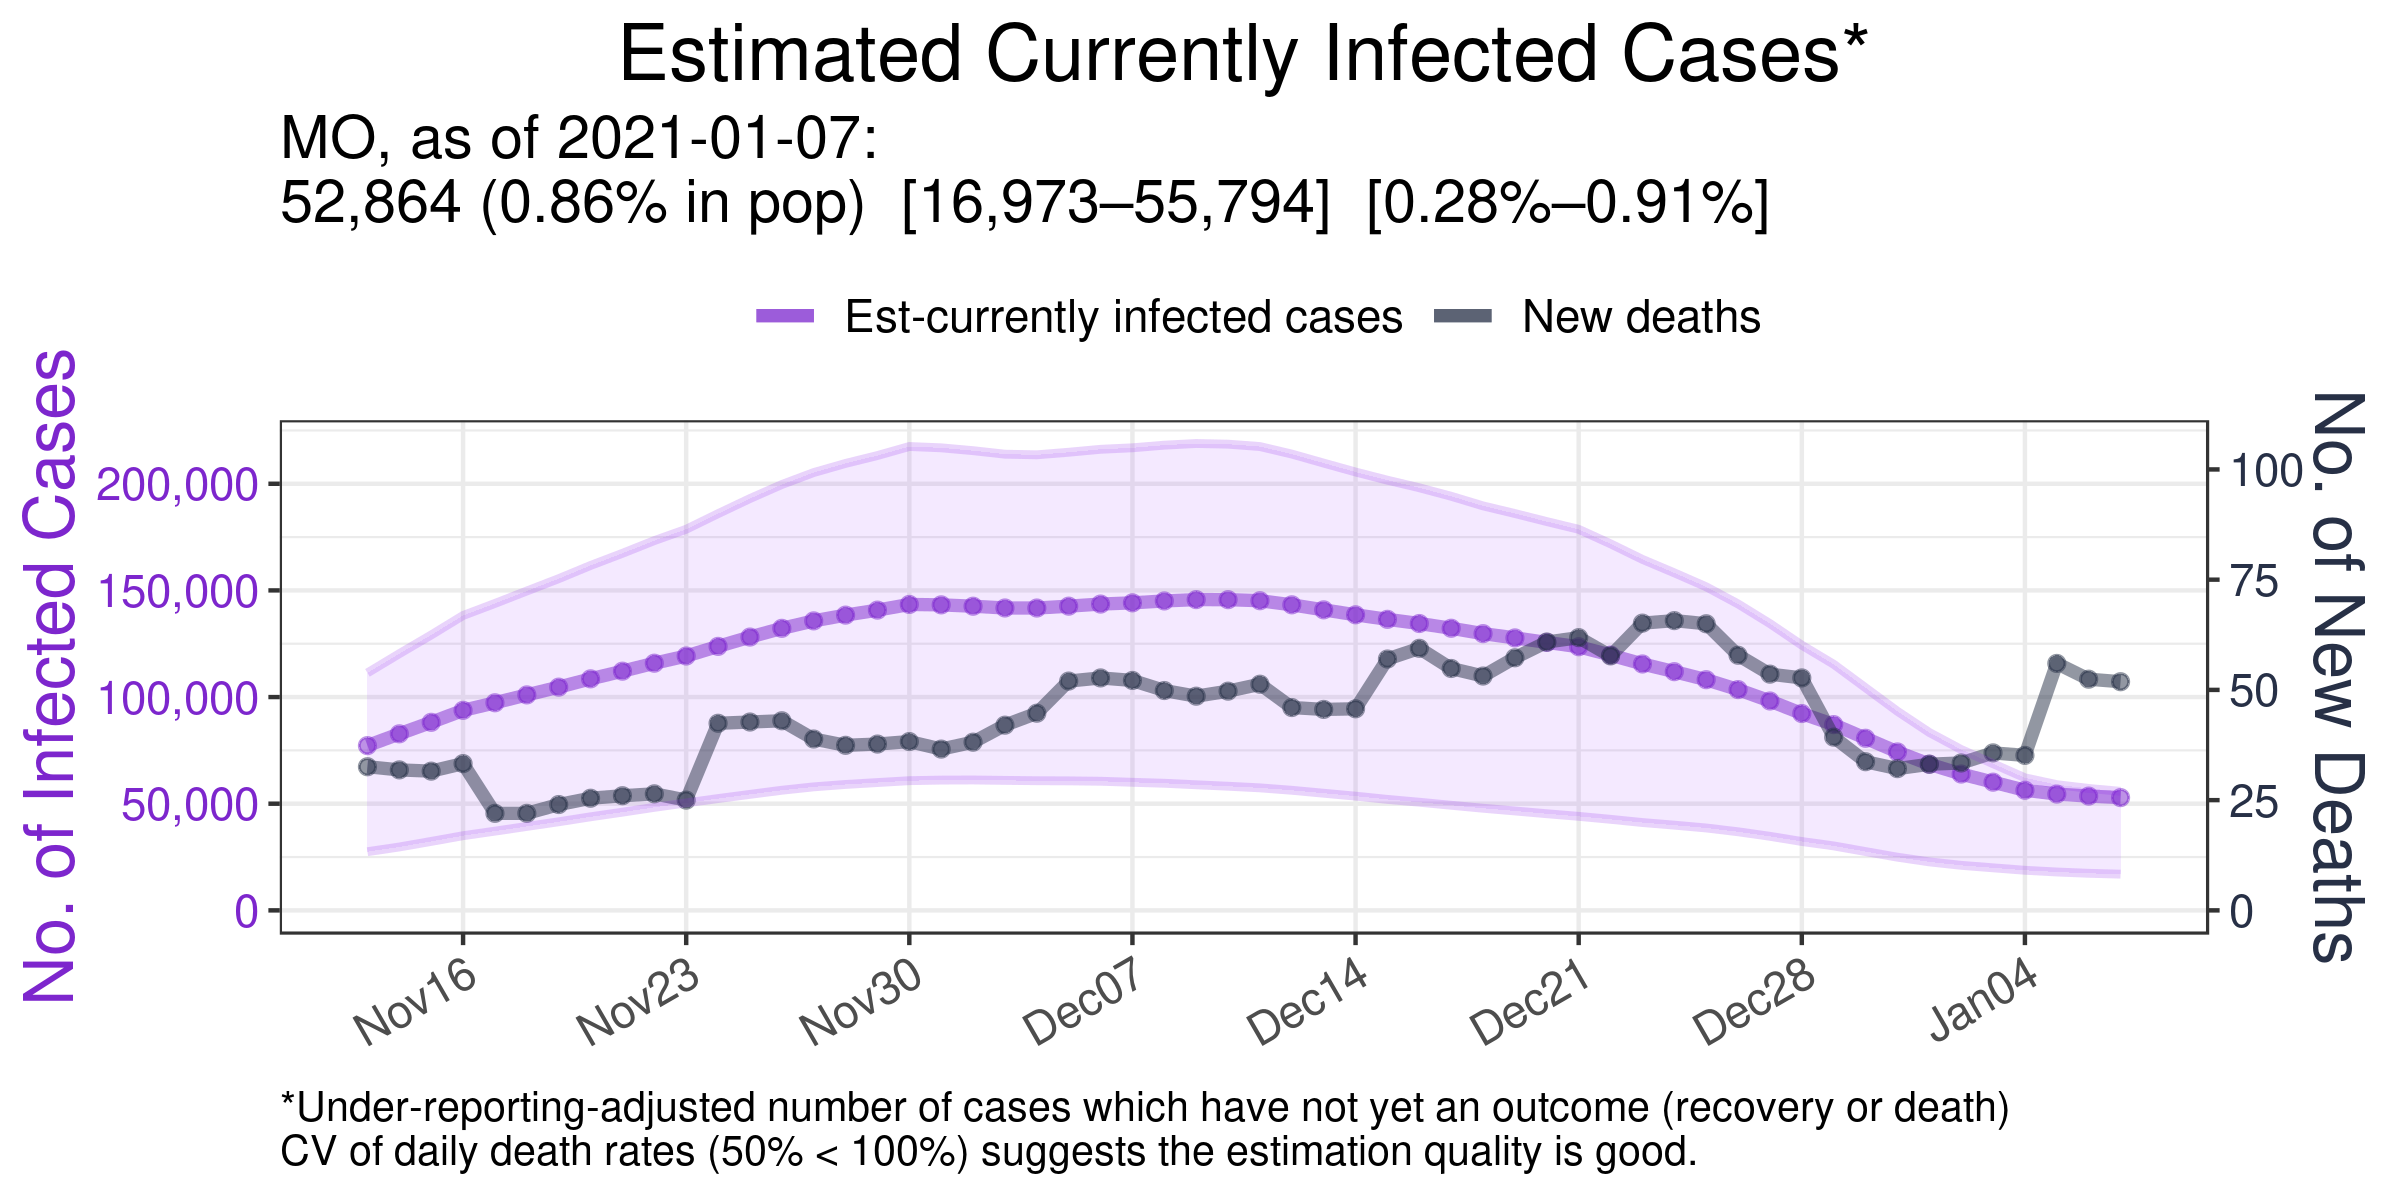 Estimated Currently Infected Cases*
MO, as of 2021-01-07:
52,864 (0.86% in pop)  [16,973–55,794]  [0.28%–0.91%]
Est-currently infected cases
New deaths
No. of Infected Cases
200,000
150,000
100,000
50,000
0
100
75
50
25
0
No. of New Deaths
Nov16
Nov23
Nov30
Dec07
Dec14
Dec21
Dec28
Jan04
*Under-reporting-adjusted number of cases which have not yet an outcome (recovery or death)
CV of daily death rates (50% < 100%) suggests the estimation quality is good.